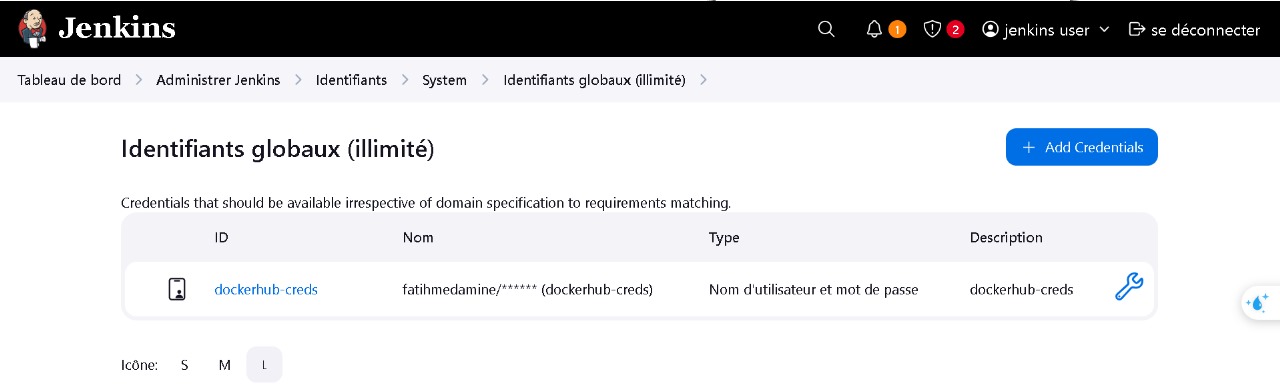 Jenkins 1 2 jenkins user se déconnecter
Tableau de bord Administrer Jenkins Identifiants System Identifiants globaux (illimité)
Identifiants globaux (illimité) Add Credentials
Credentials that should be available irrespective of domain specification to requirements matching.
ID Nom Type Description
dockerhub-creds fatihmedamine/****** (dockerhub-creds) Nom d'utilisateur et mot de passe dockerhub-creds
Icône: S M L